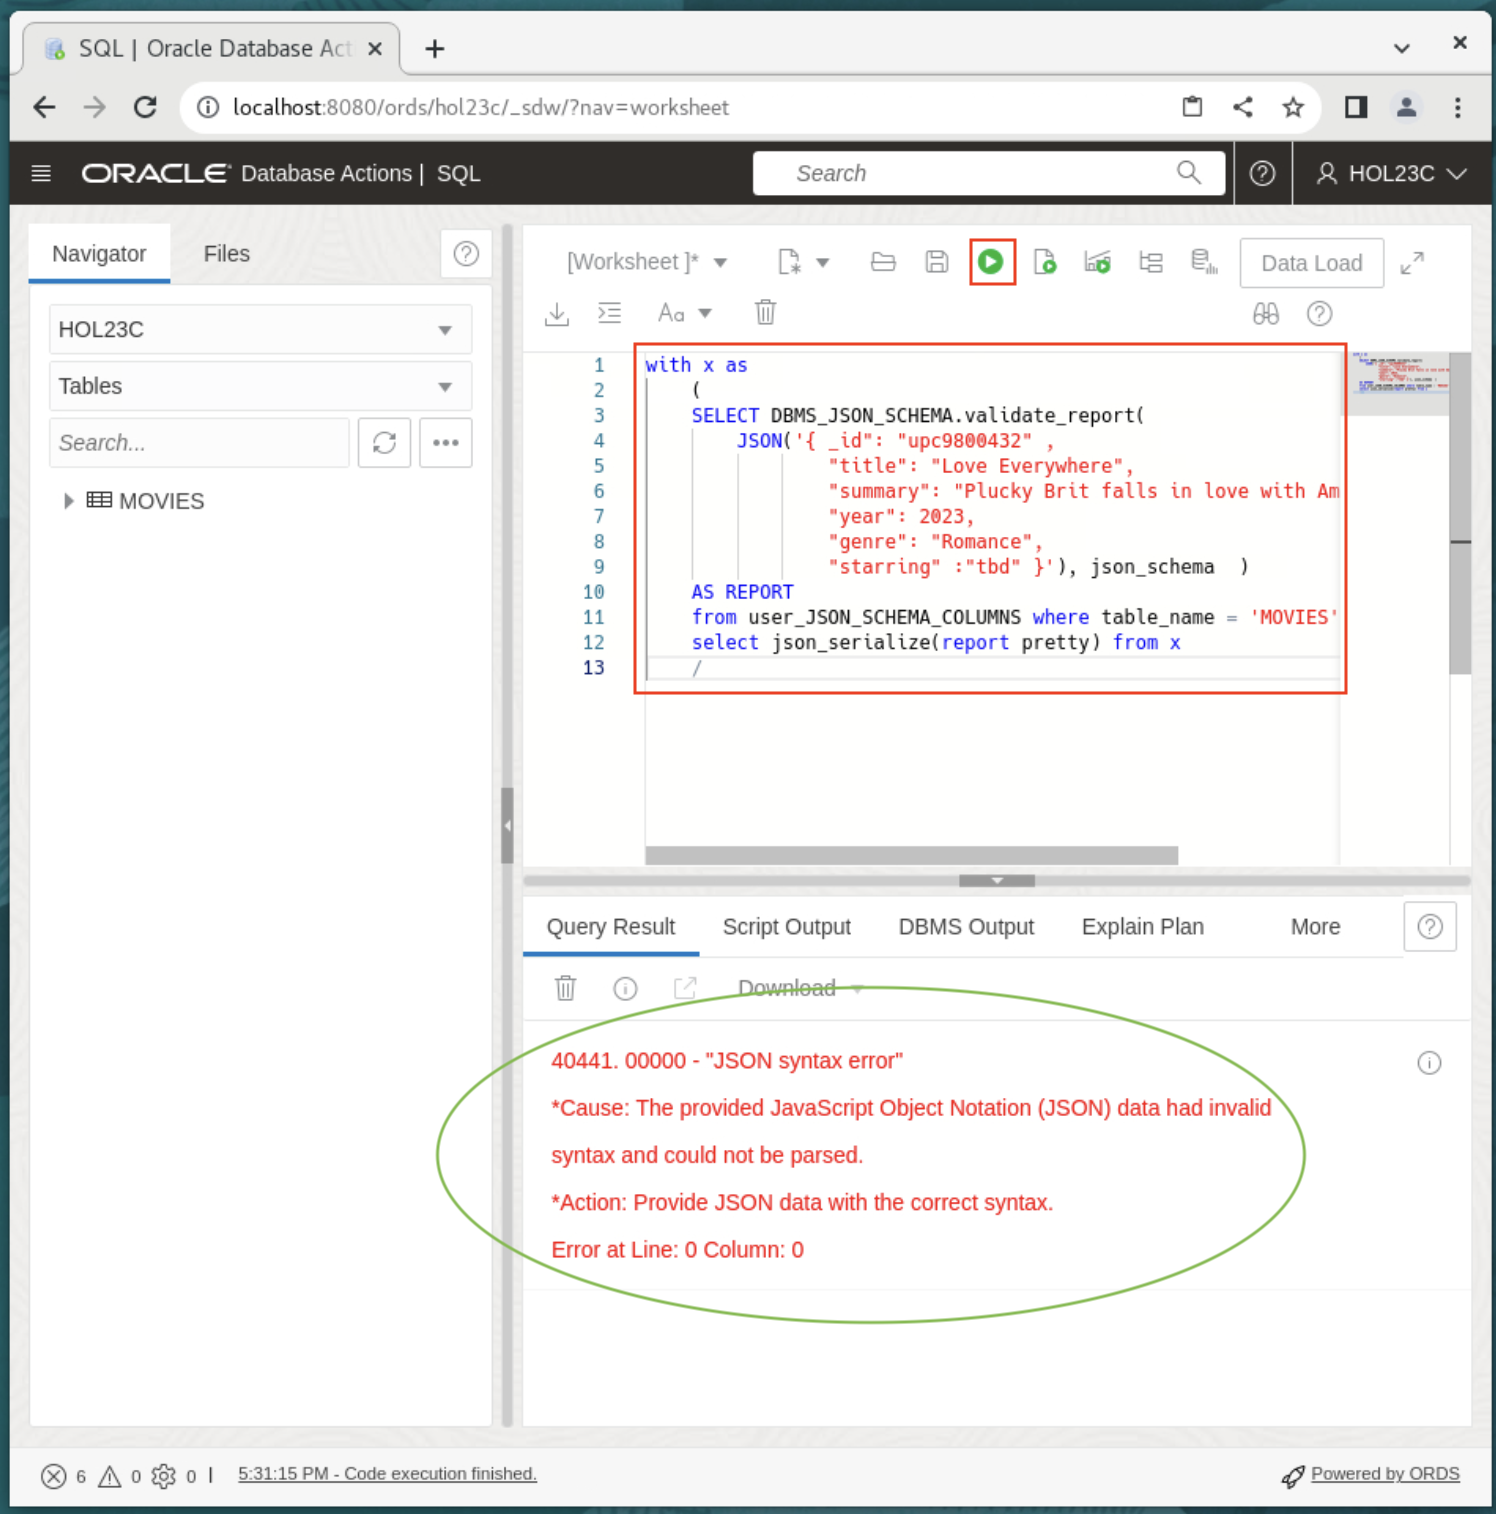 SQL | Oracle Database Act
localhost:8080/ords/hol23c/_sdw/?nav=worksheet
ORACLE Database Actions | SQL
Search
HOL23C
Navigator
Files
HOL23C
Tables
Search...
MOVIES
[Worksheet ]*
Data Load
Aa
1 with x as
2 (
3 SELECT DBMS_JSON_SCHEMA.validate_report(
4 JSON('{ _id": "upc9800432" ,
5 "title": "Love Everywhere",
6 "summary": "Plucky Brit falls in love with Am
7 "year": 2023,
8 "genre": "Romance",
9 "starring" :"tbd" }'), json_schema )
10 AS REPORT
11 from user_JSON_SCHEMA_COLUMNS where table_name = 'MOVIES'
12 select json_serialize(report pretty) from x
13 /
Query Result
Script Output
DBMS Output
Explain Plan
More
Download
40441. 00000 - "JSON syntax error"
*Cause: The provided JavaScript Object Notation (JSON) data had invalid
syntax and could not be parsed.
*Action: Provide JSON data with the correct syntax.
Error at Line: 0 Column: 0
6 0 0 | 5:31:15 PM - Code execution finished.
Powered by ORDS